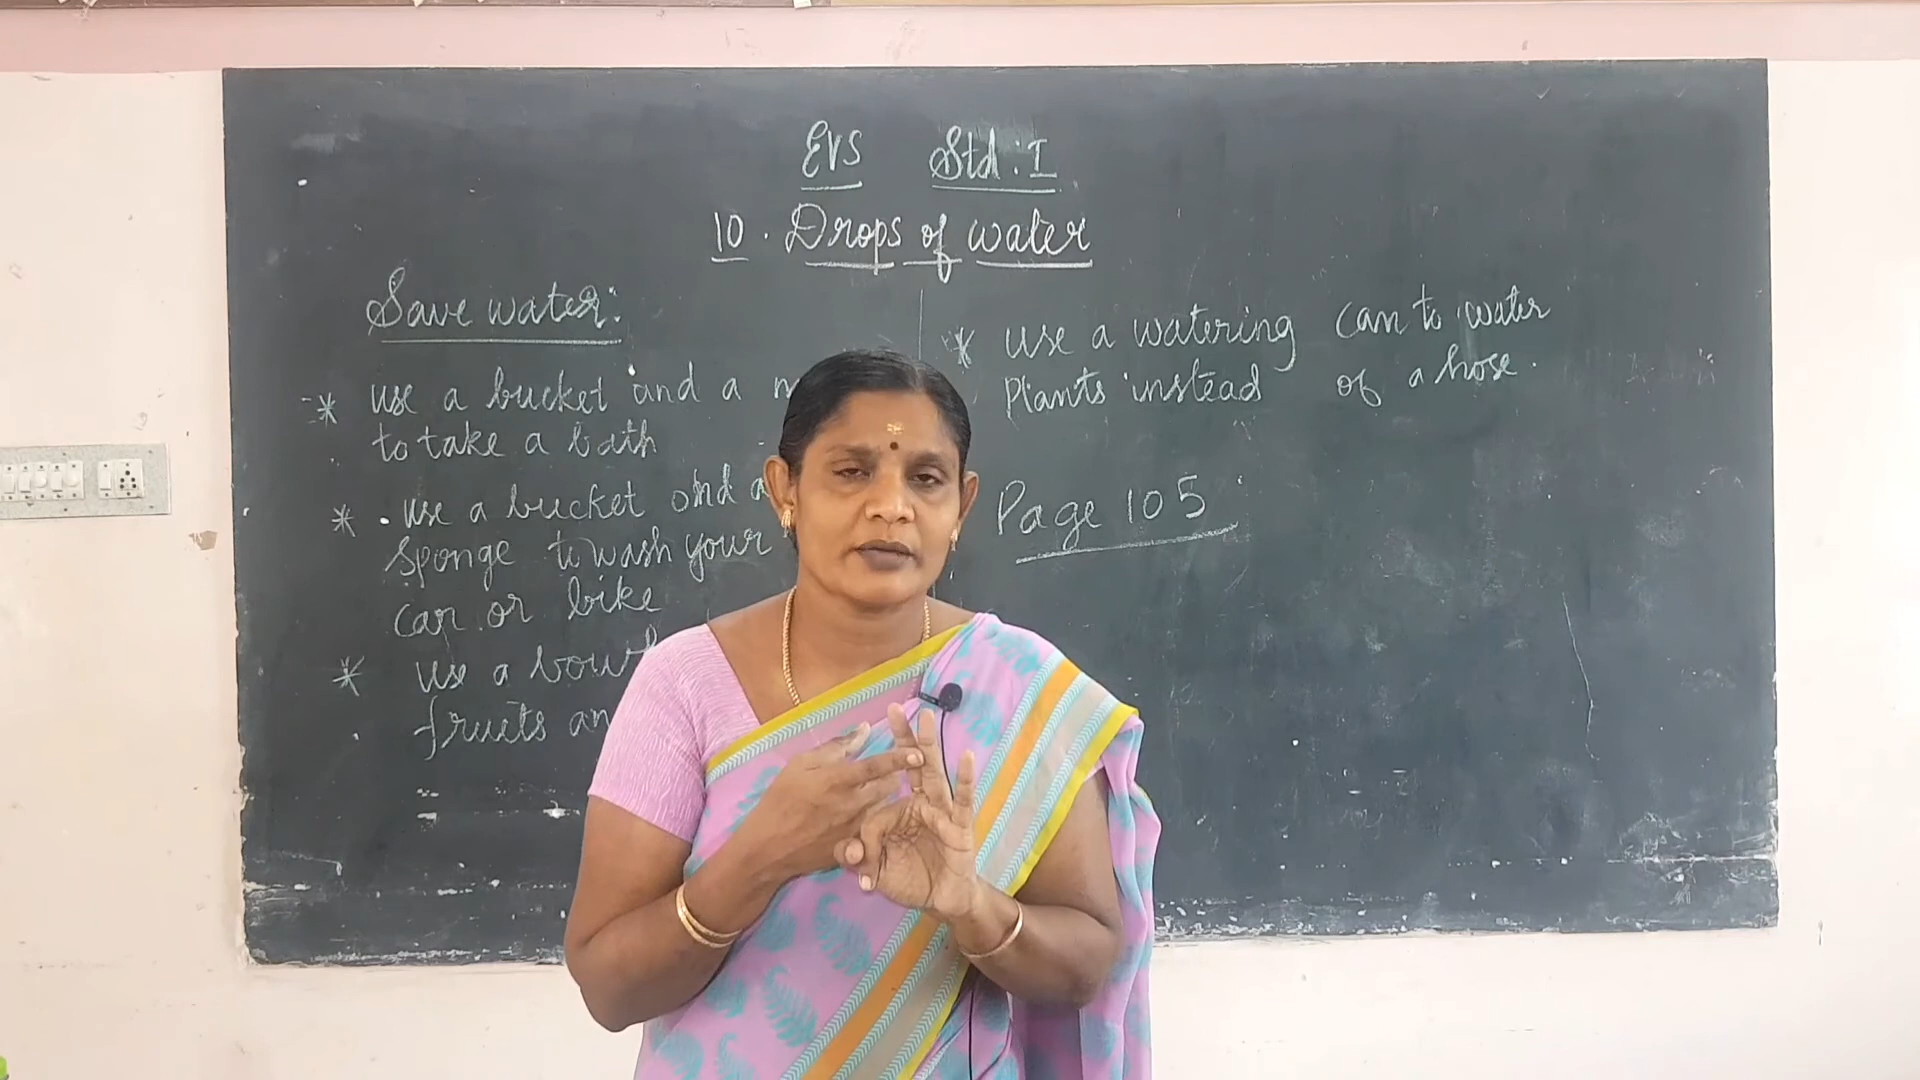 EVS Std : I
10 . Drops of water
Save water:
* use a bucket and a
to take a bath
* . use a bucket and a
sponge to wash your
car or bike
* use a bowl
fruits
* use a watering can to water
Plants instead of a hose .
Page 105